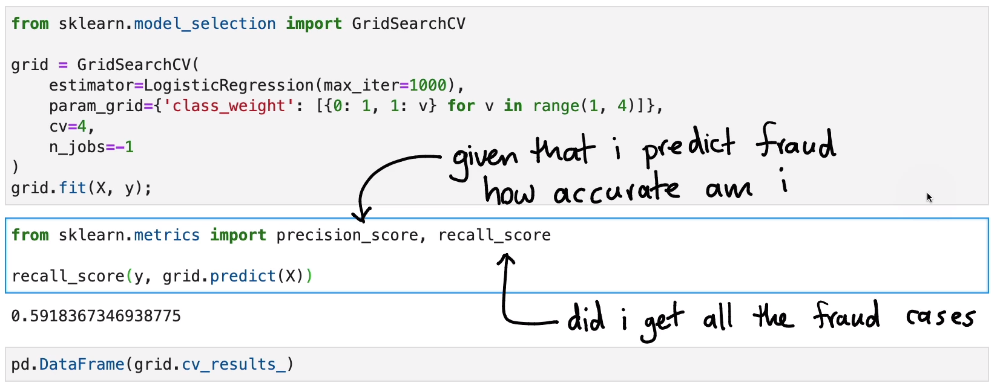 from sklearn.model_selection import GridSearchCV
grid = GridSearchCV(
    estimator=LogisticRegression(max_iter=1000),
    param_grid={'class_weight': [{0: 1, 1: v} for v in range(1, 4)]},
    cv=4,
    n_jobs=-1
)
grid.fit(X, y);
given that i predict fraud
how accurate am i
from sklearn.metrics import precision_score, recall_score
recall_score(y, grid.predict(X))
0.5918367346938775
did i get all the fraud cases
pd.DataFrame(grid.cv_results_)